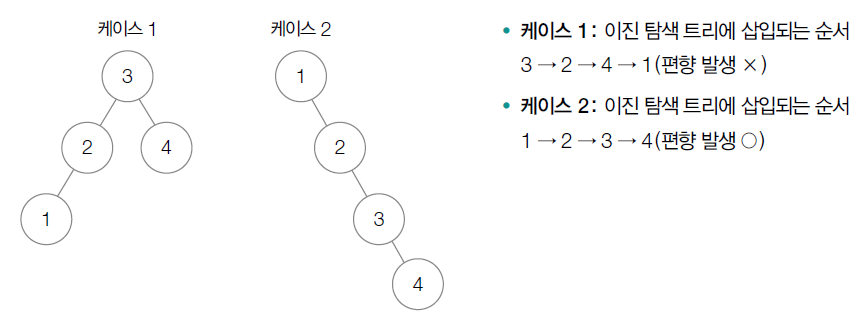 케이스 1
3
2
4
1
케이스 2
1
2
3
4
• 케이스 1: 이진 탐색 트리에 삽입되는 순서
3 → 2 → 4 → 1(편향 발생 ×)
• 케이스 2: 이진 탐색 트리에 삽입되는 순서
1 → 2 → 3 → 4(편향 발생 ○)